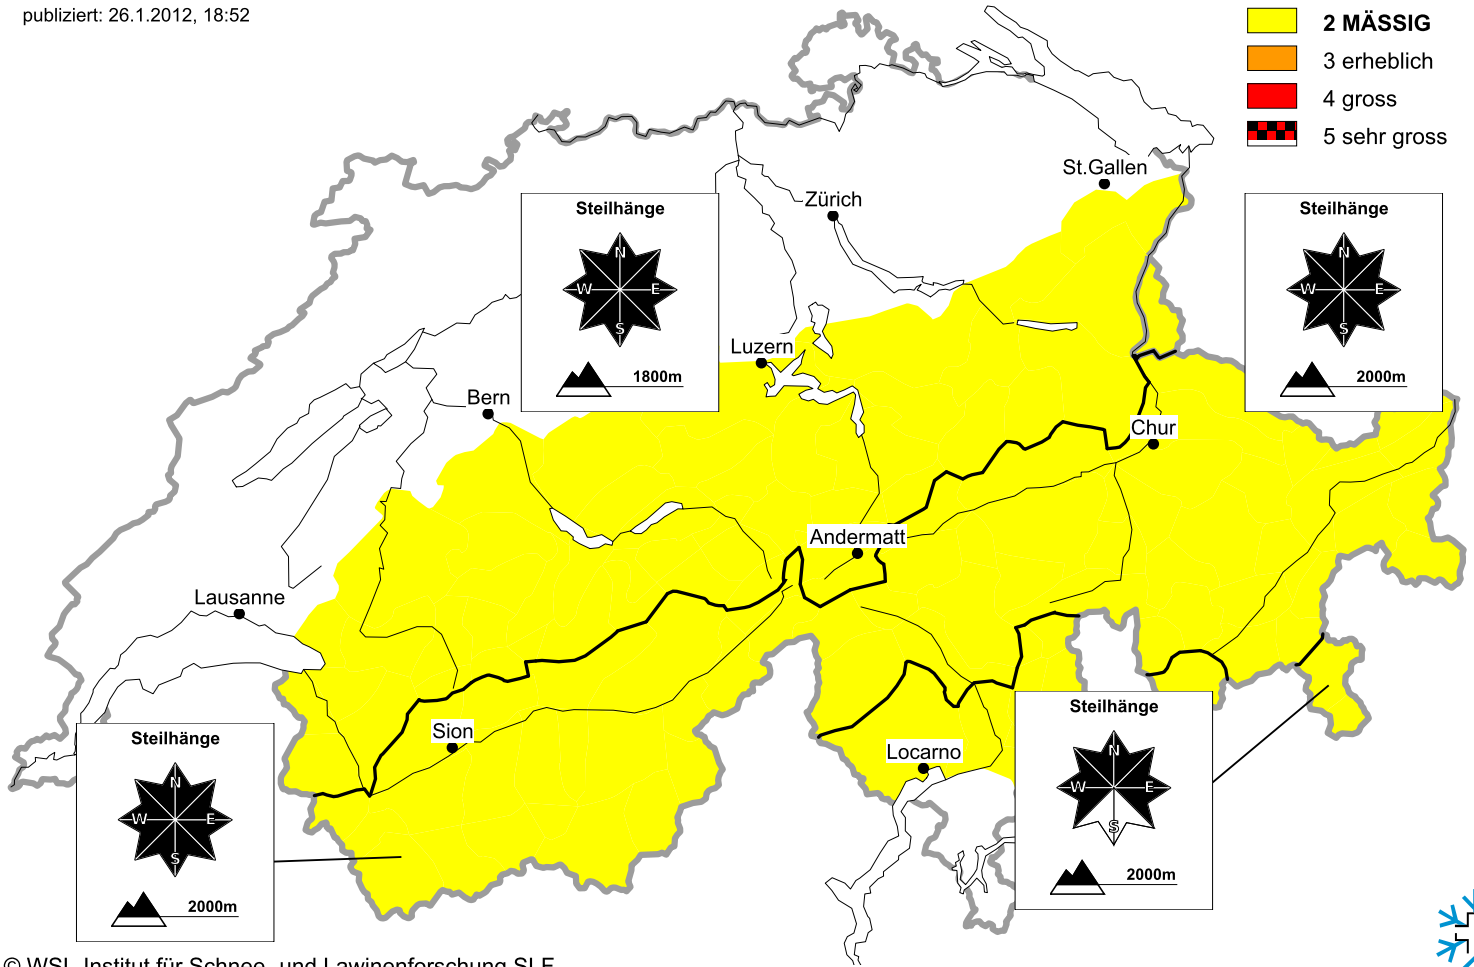 publiziert: 26.1.2012, 18:52
2 MÄSSIG
3 erheblich
4 gross
5 sehr gross
St.Gallen
Zürich
Steilhänge
N
W E
S
1800m
Steilhänge
N
W E
S
2000m
Luzern
Bern
Chur
Andermatt
Lausanne
Sion
Locarno
Steilhänge
N
W E
S
2000m
Steilhänge
N
W E
S
2000m
© WSL-Institut für Schnee- und Lawinenforschung SLF